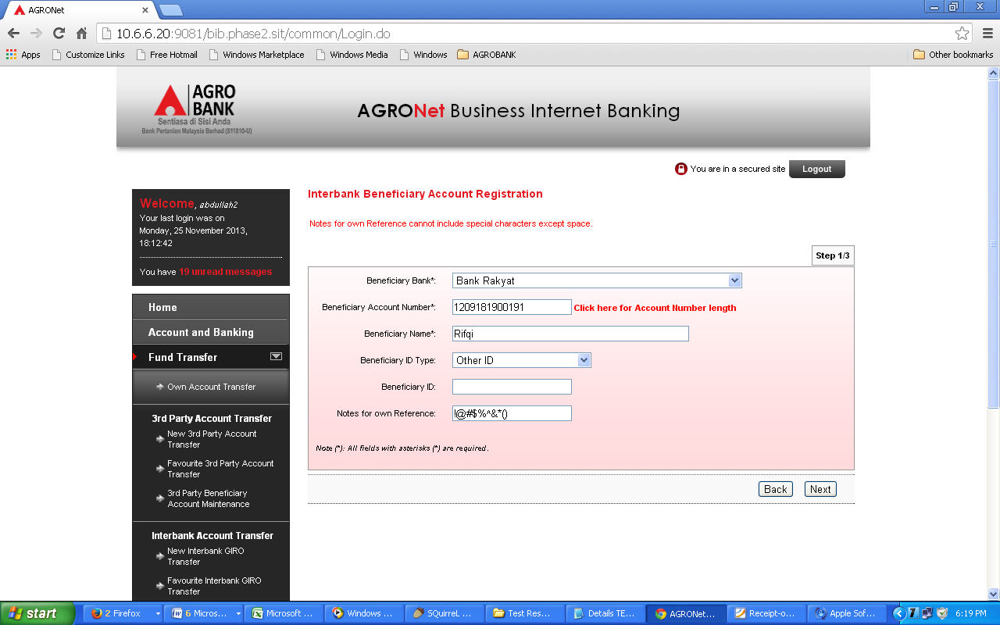 AGRONet
10.6.6.20:9081/bib.phase2.sit/common/Login.do
Apps Customize Links Free Hotmail Windows Marketplace Windows Media Windows AGROBANK Other bookmarks
AGRO
BANK
Sentiasa di Sisi Anda
Bank Pertanian Malaysia Berhad (811810-U)
AGRONet Business Internet Banking
You are in a secured site Logout
Welcome, abdullah2
Your last login was on
Monday, 25 November 2013,
18:12:42
You have 19 unread messages
Home
Account and Banking
Fund Transfer
Own Account Transfer
3rd Party Account Transfer
New 3rd Party Account
Transfer
Favourite 3rd Party Account
Transfer
3rd Party Beneficiary
Account Maintenance
Interbank Account Transfer
New Interbank GIRO
Transfer
Favourite Interbank GIRO
Transfer
Interbank Beneficiary Account Registration
Notes for own Reference cannot include special characters except space.
Step 1/3
Beneficiary Bank*: Bank Rakyat
Beneficiary Account Number*: 1209181900191 Click here for Account Number length
Beneficiary Name*: Rifqi
Beneficiary ID Type: Other ID
Beneficiary ID:
Notes for own Reference: !@#$%^&*()
Note (*): All fields with asterisks (*) are required.
Back Next
start 2 Firefox 6 Micros... Microsoft ... Windows ... SQuirreL ... Test Res... Details TE... AGRONet... Receipt-o... Apple Sof... 6:19 PM